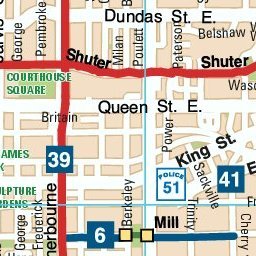 Dundas St. E.
George
Pembroke
Milan
Poulett
Paterson
Belshaw
Shuter
Shuter
COURTHOUSE
SQUARE
Queen St. E.
Britain
Power
King St.
39
POLICE
51
41
Sackville
Berkeley
Trinity
6
Mill
George
Frederick
Cherry